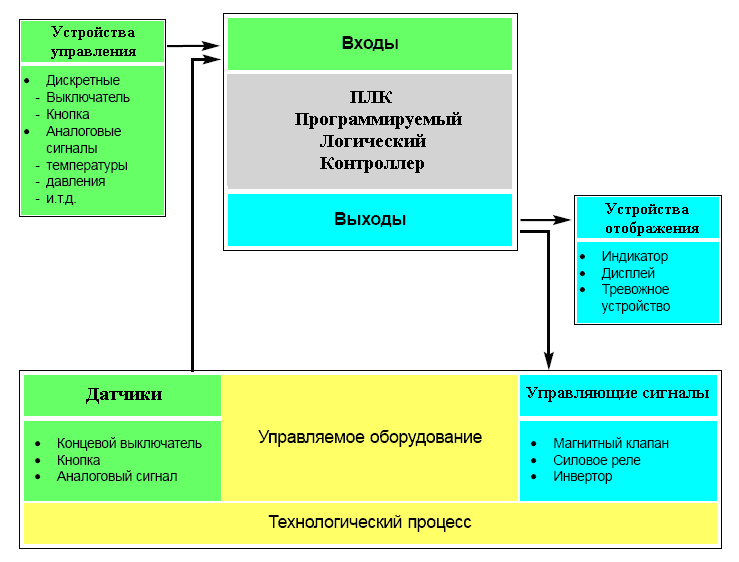 Устройства
управления
• Дискретные
- Выключатель
- Кнопка
• Аналоговые
сигналы
- температуры
- давления
- и.т.д.
Входы
ПЛК
Программируемый
Логический
Контроллер
Выходы
Устройства
отображения
• Индикатор
• Дисплей
• Тревожное
устройство
Датчики
• Концевой выключатель
• Кнопка
• Аналоговый сигнал
Управляемое оборудование
Управляющие сигналы
• Магнитный клапан
• Силовое реле
• Инвертор
Технологический процесс